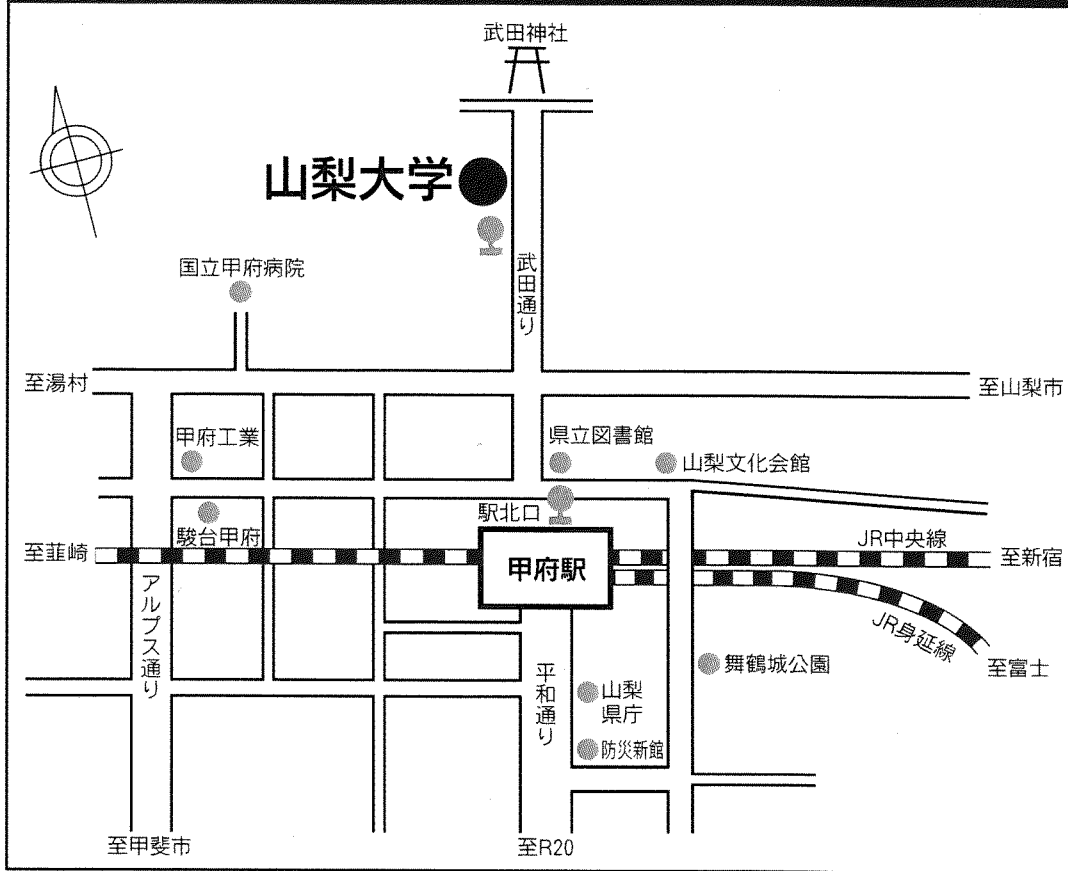 武田神社
山梨大学
国立甲府病院
武田通り
至湯村
至山梨市
甲府工業
県立図書館
山梨文化会館
駅北口
駿台甲府
至韮崎
甲府駅
JR中央線
至新宿
アルプス通り
JR身延線
至富士
舞鶴城公園
平和通り
山梨
県庁
防災新館
至甲斐市
至R20